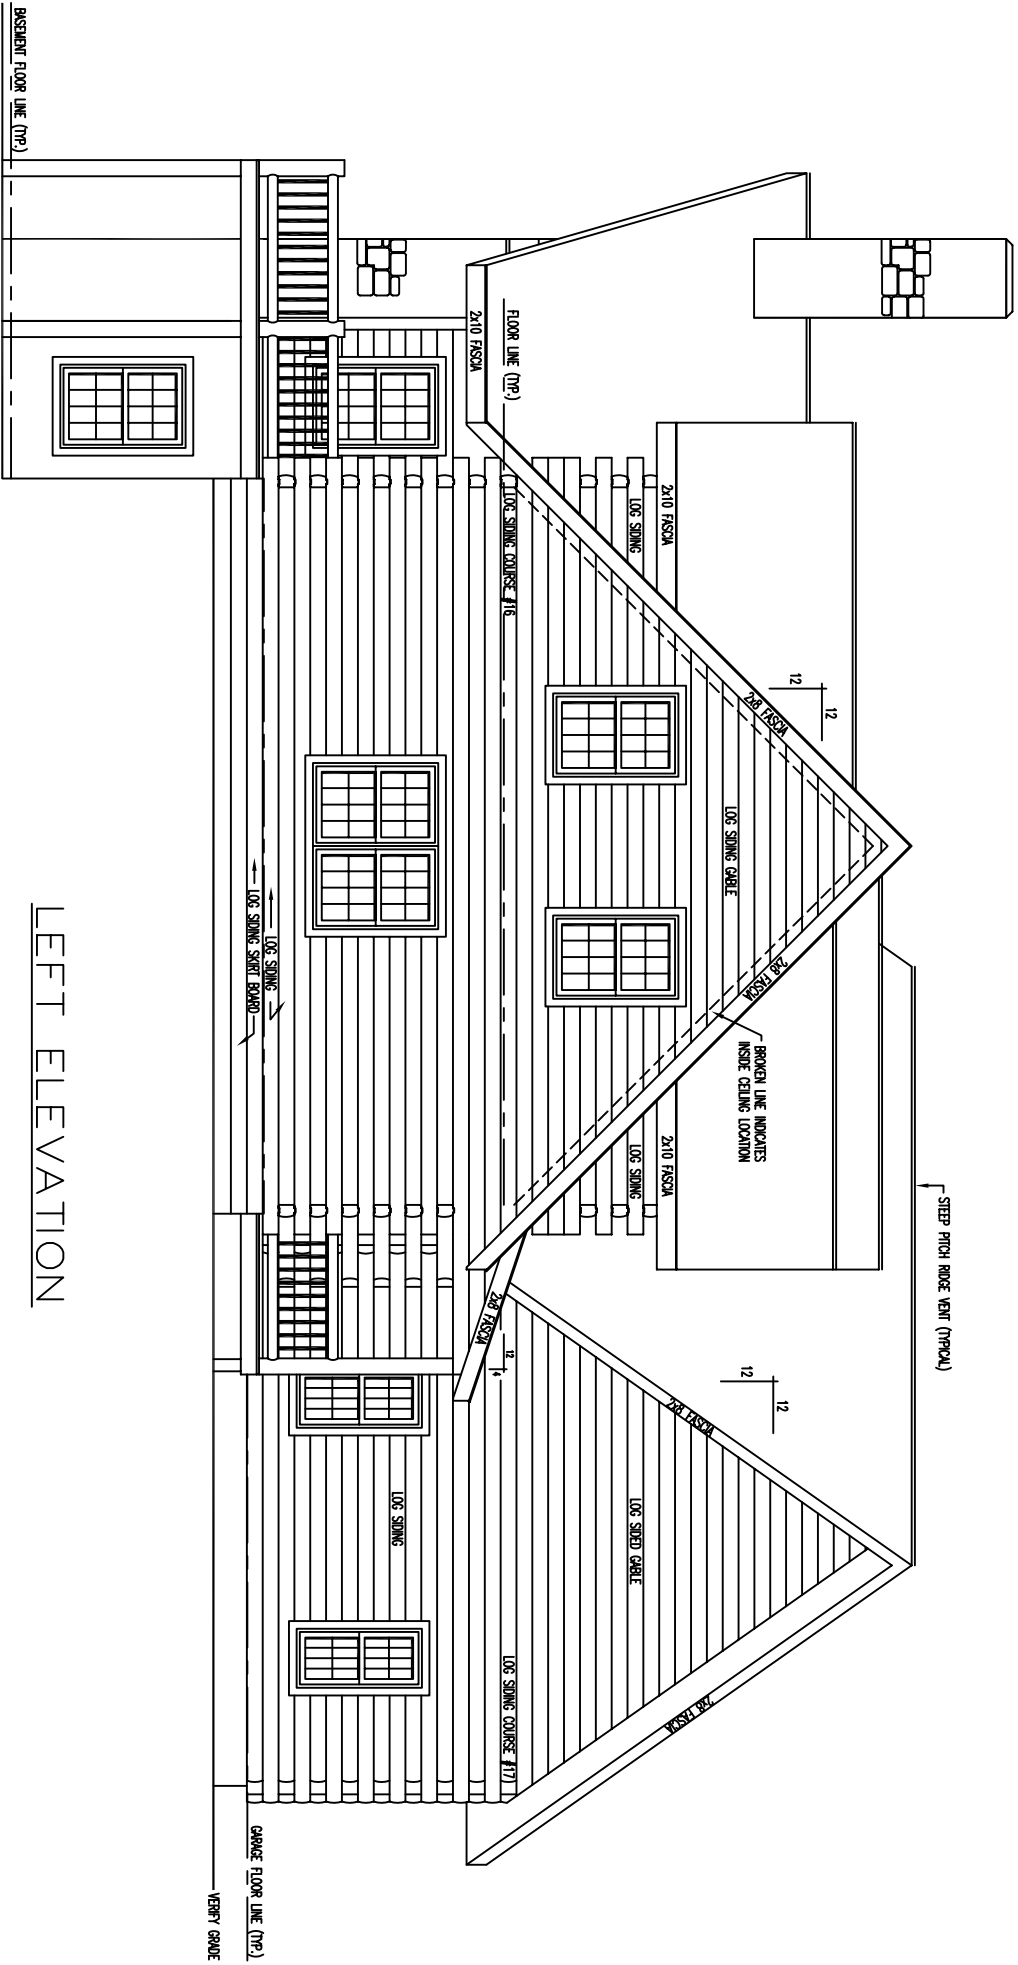 STEEP PITCH RIDGE VENT (TYPICAL)
12
12
2x8 FASCIA
LOG SIDING GABLE
2x8 FASCIA
BROKEN LINE INDICATES
INSIDE CEILING LOCATION
12
12
2x8 FASCIA
2x8 FASCIA
2x10 FASCIA
LOG SIDING
2x10 FASCIA
LOG SIDING
LOG SIDED GABLE
FLOOR LINE (TYP.)
LOG SIDING COURSE #16
12
4
LOG SIDING COURSE #17
2x10 FASCIA
2x8 FASCIA
LOG SIDING
LOG SIDING
LOG SIDING SKIRT BOARD
GARAGE FLOOR LINE (TYP.)
VERIFY GRADE
BASEMENT FLOOR LINE (TYP.)
LEFT ELEVATION